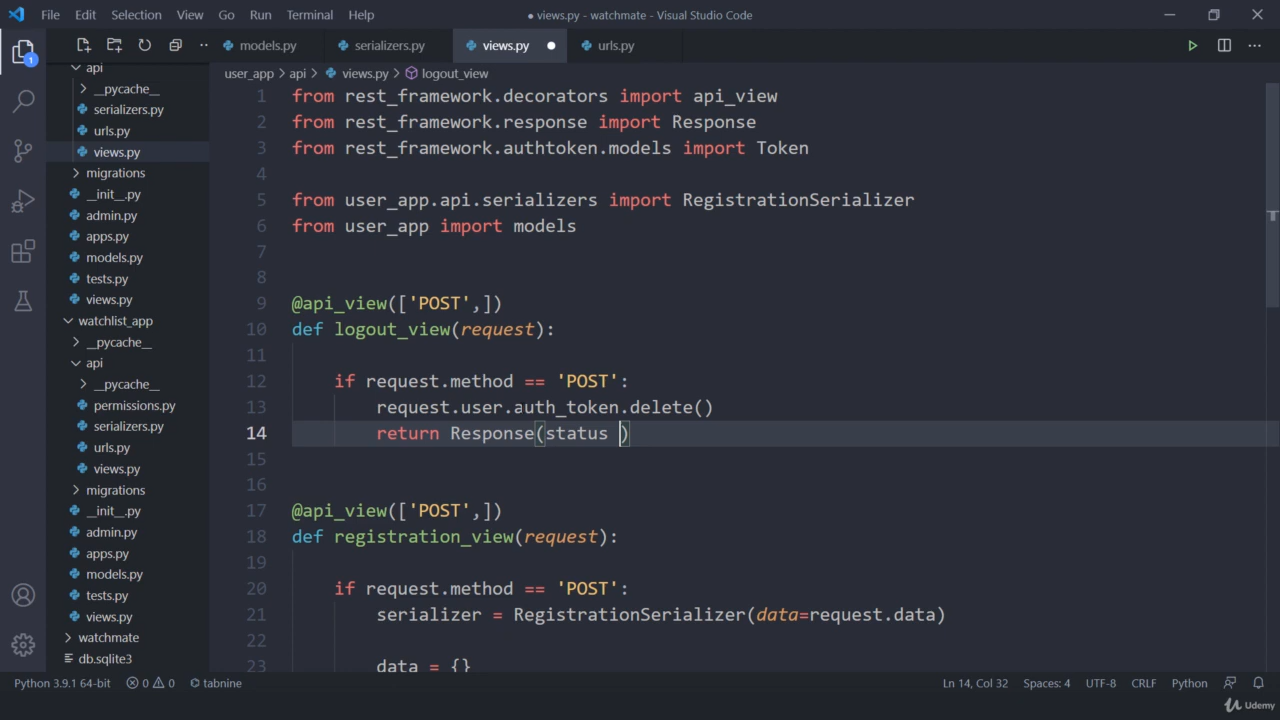 File Edit Selection View Go Run Terminal Help
● views.py - watchmate - Visual Studio Code
models.py serializers.py views.py urls.py
user_app > api > views.py > logout_view
1
api
__pycache__
serializers.py
urls.py
views.py
migrations
__init__.py
admin.py
apps.py
models.py
tests.py
views.py
watchlist_app
__pycache__
api
__pycache__
permissions.py
serializers.py
urls.py
views.py
migrations
__init__.py
admin.py
apps.py
models.py
tests.py
views.py
watchmate
db.sqlite3
1 from rest_framework.decorators import api_view
2 from rest_framework.response import Response
3 from rest_framework.authtoken.models import Token
4
5 from user_app.api.serializers import RegistrationSerializer
6 from user_app import models
7
8
9 @api_view(['POST',])
10 def logout_view(request):
11
12 if request.method == 'POST':
13 request.user.auth_token.delete()
14 return Response(status )
15
16
17 @api_view(['POST',])
18 def registration_view(request):
19
20 if request.method == 'POST':
21 serializer = RegistrationSerializer(data=request.data)
22
23 data = {}
Python 3.9.1 64-bit 0 0 tabnine Ln 14, Col 32 Spaces: 4 UTF-8 CRLF Python
Udemy